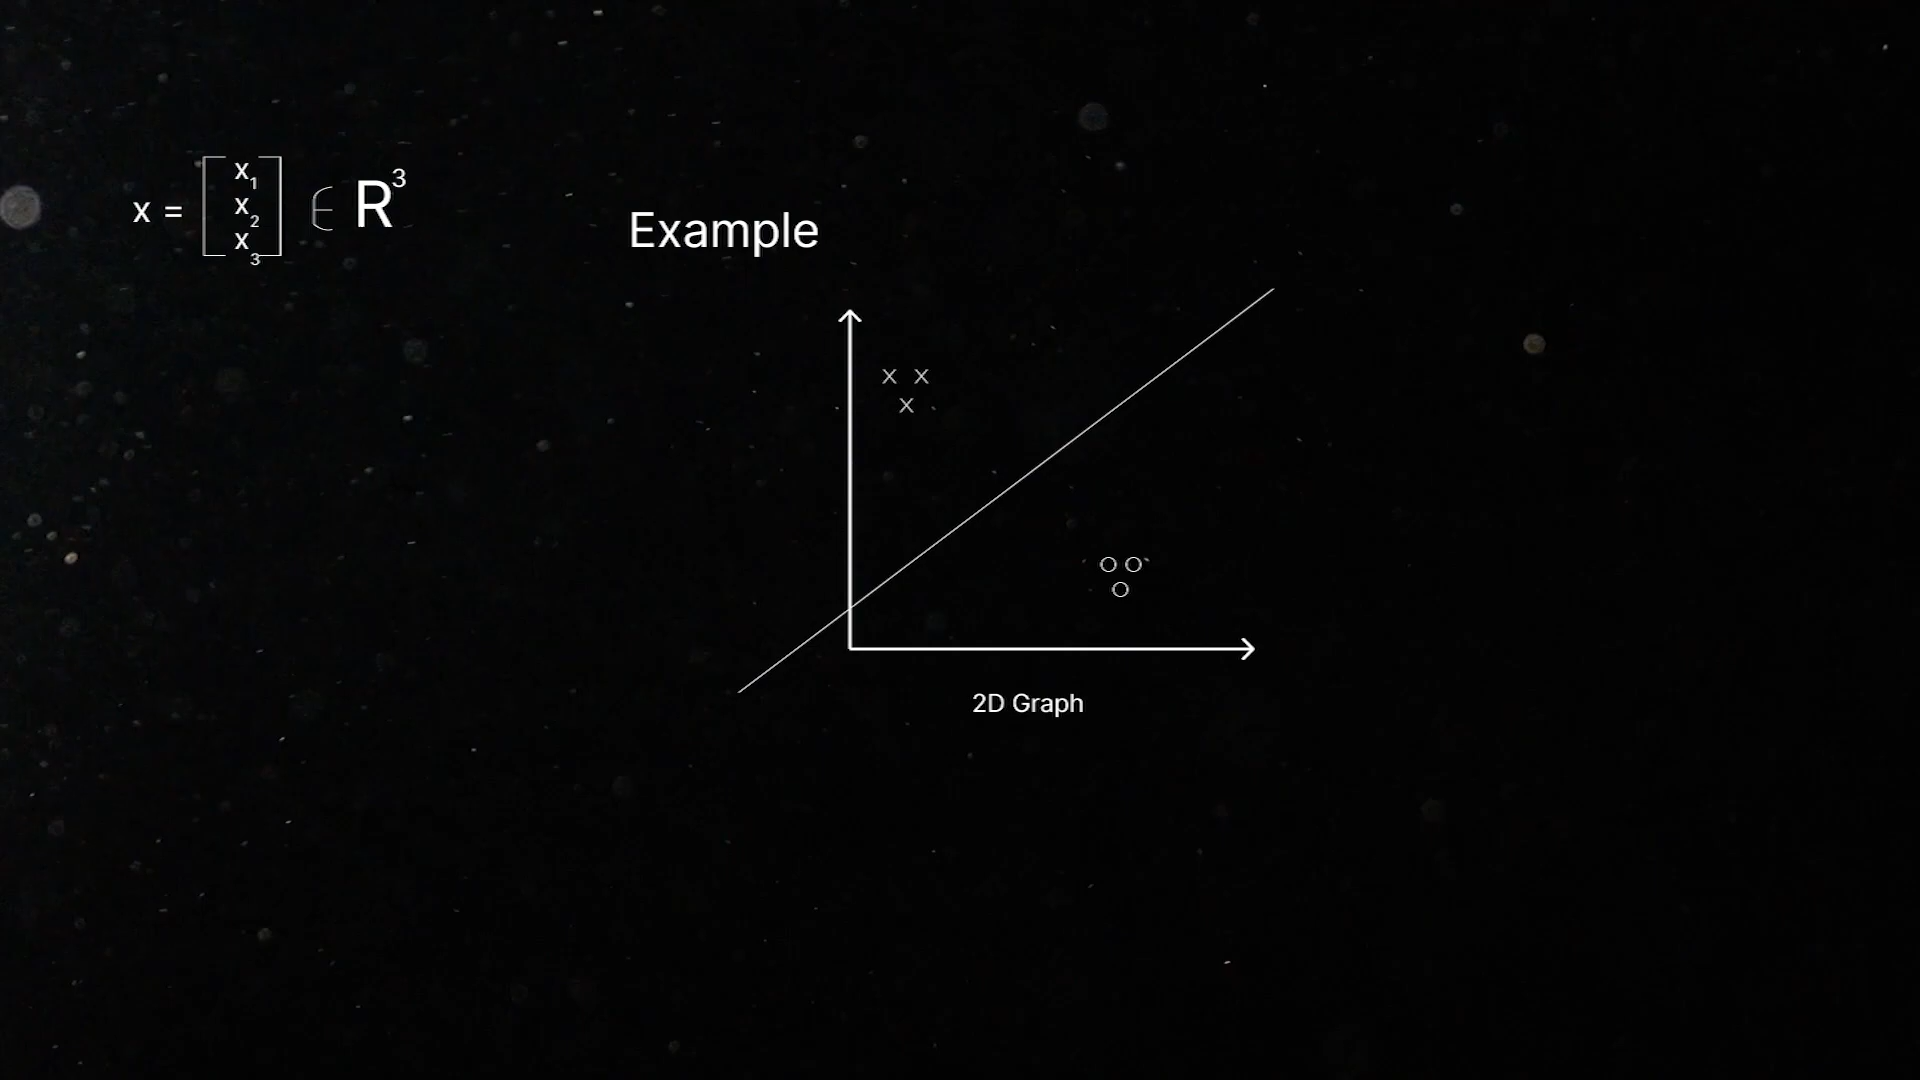 x = [x₁ x₂ x₃] ∈ R³
Example
x x
x
o o
o
2D Graph